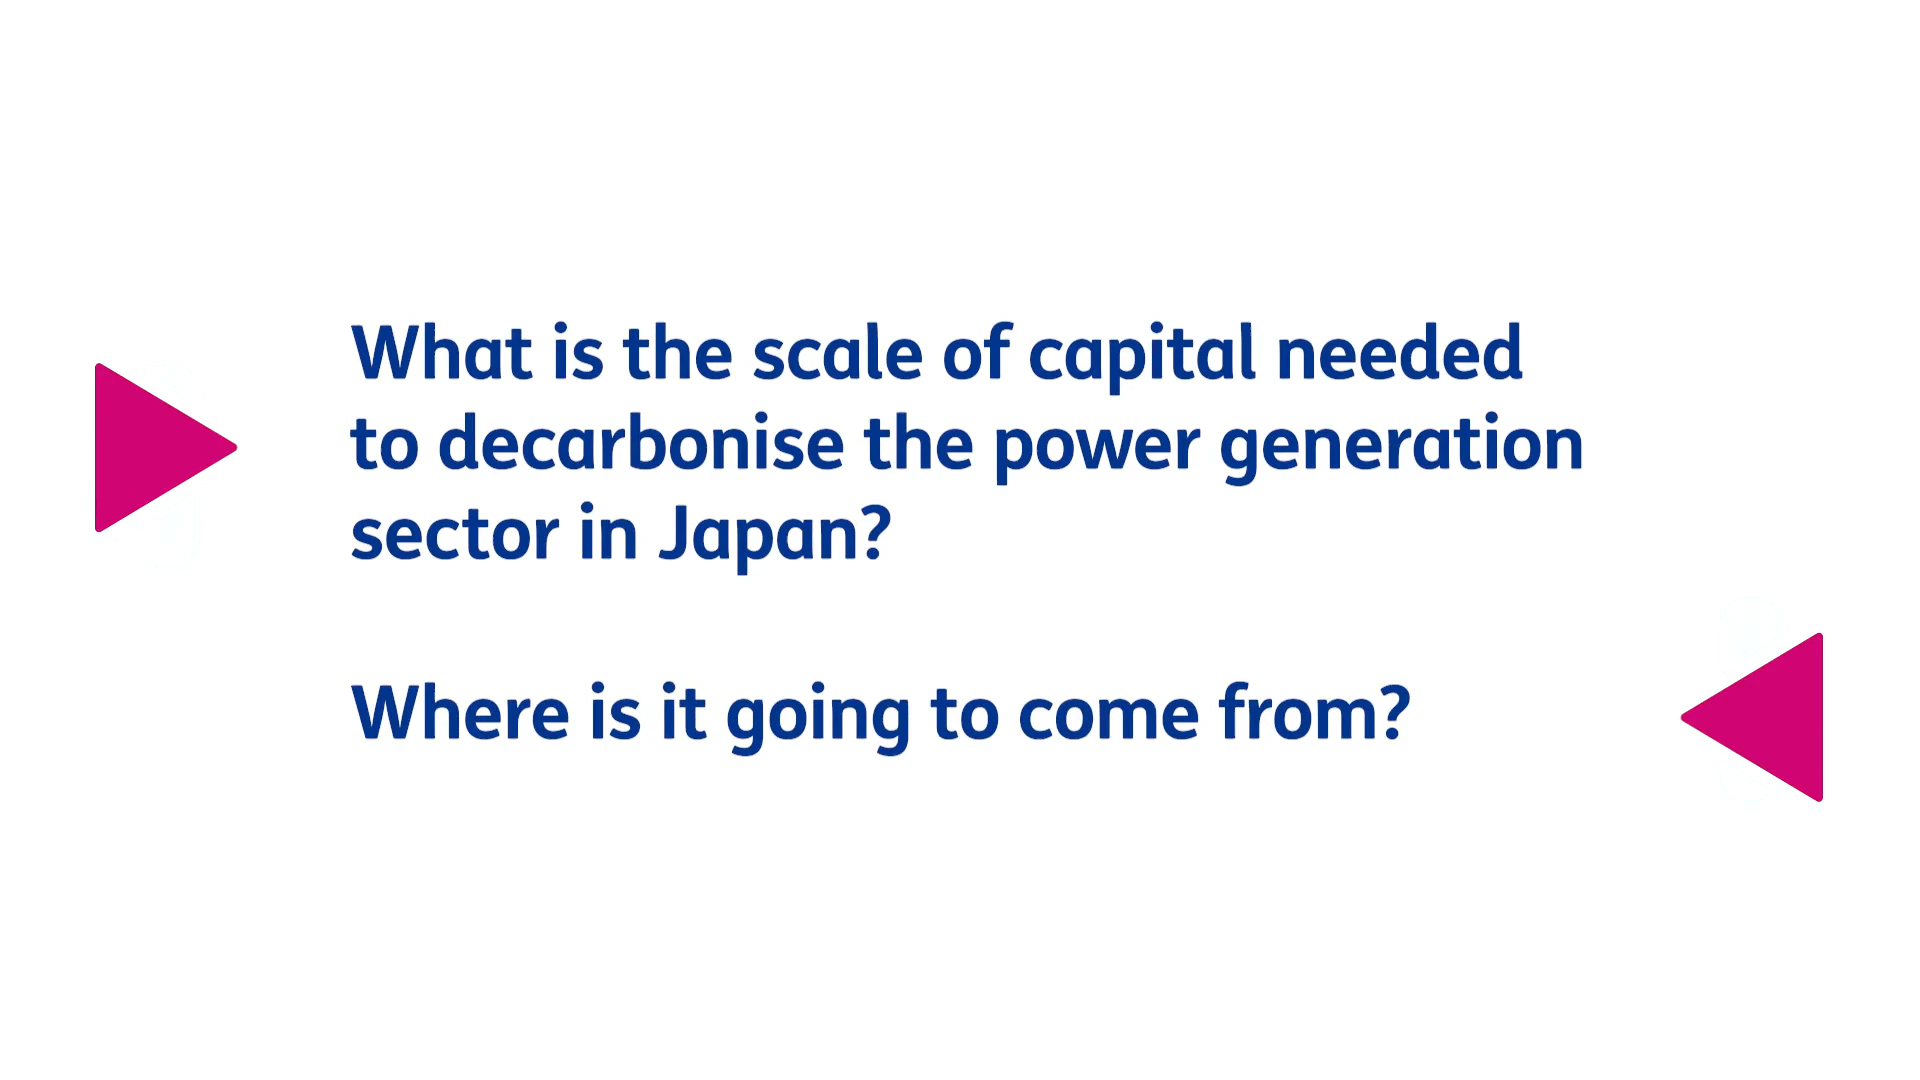 What is the scale of capital needed
to decarbonise the power generation
sector in Japan?
Where is it going to come from?